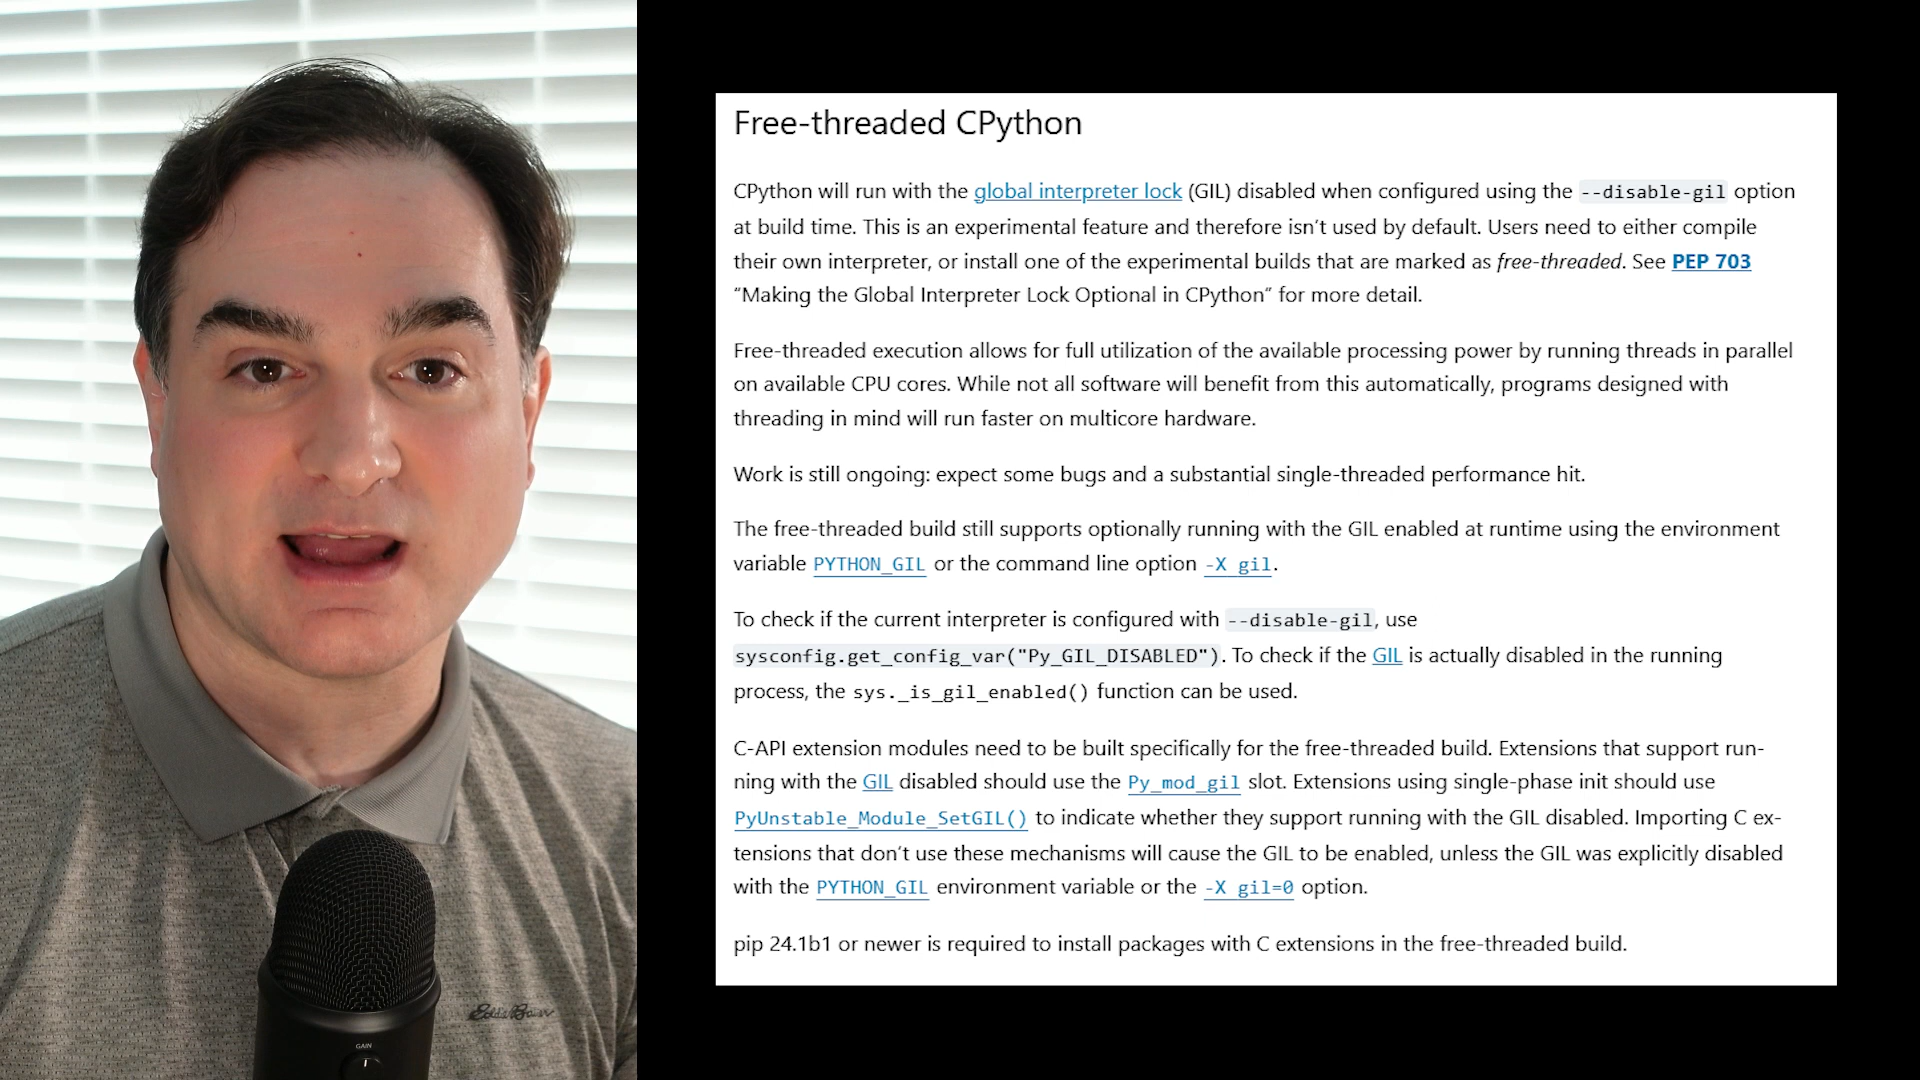 Free-threaded CPython
CPython will run with the global interpreter lock (GIL) disabled when configured using the --disable-gil option
at build time. This is an experimental feature and therefore isn’t used by default. Users need to either compile
their own interpreter, or install one of the experimental builds that are marked as free-threaded. See PEP 703
“Making the Global Interpreter Lock Optional in CPython” for more detail.
Free-threaded execution allows for full utilization of the available processing power by running threads in parallel
on available CPU cores. While not all software will benefit from this automatically, programs designed with
threading in mind will run faster on multicore hardware.
Work is still ongoing: expect some bugs and a substantial single-threaded performance hit.
The free-threaded build still supports optionally running with the GIL enabled at runtime using the environment
variable PYTHON_GIL or the command line option -X gil.
To check if the current interpreter is configured with --disable-gil, use
sysconfig.get_config_var("Py_GIL_DISABLED"). To check if the GIL is actually disabled in the running
process, the sys._is_gil_enabled() function can be used.
C-API extension modules need to be built specifically for the free-threaded build. Extensions that support run-
ning with the GIL disabled should use the Py_mod_gil slot. Extensions using single-phase init should use
PyUnstable_Module_SetGIL() to indicate whether they support running with the GIL disabled. Importing C ex-
tensions that don’t use these mechanisms will cause the GIL to be enabled, unless the GIL was explicitly disabled
with the PYTHON_GIL environment variable or the -X gil=0 option.
pip 24.1b1 or newer is required to install packages with C extensions in the free-threaded build.
Eddie Bauer
GAIN